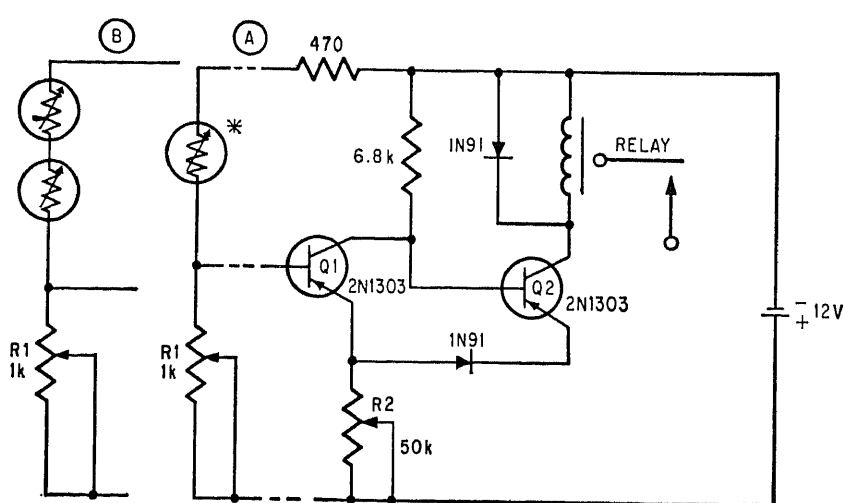 B
A
470
*
6.8k
1N91
RELAY
Q1
2N1303
Q2
2N1303
R1
1k
R1
1k
1N91
R2
50k
−
+
12V